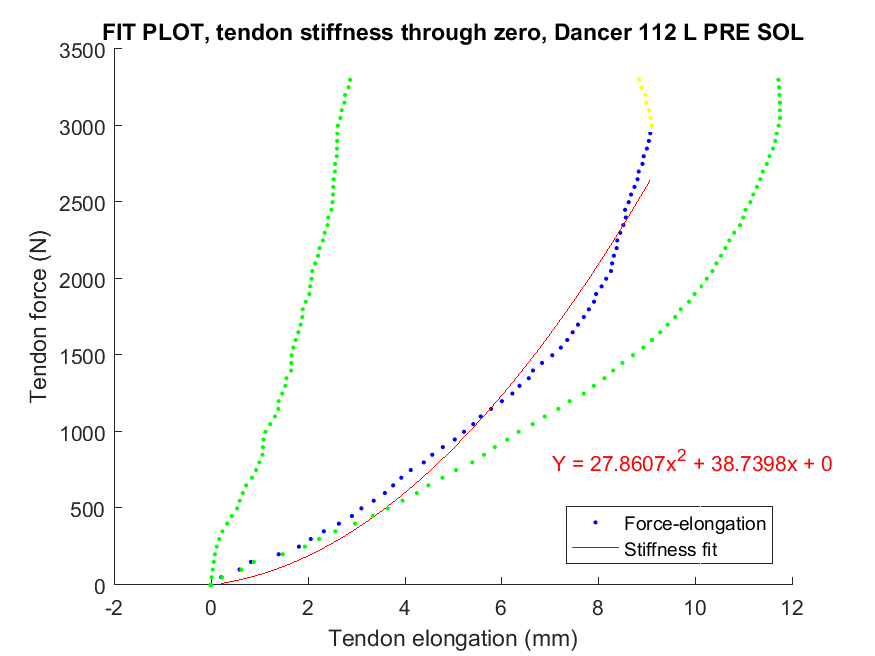 FIT PLOT, tendon stiffness through zero, Dancer 112 L PRE SOL
3500
3000
2500
2000
1500
1000
500
0
Tendon force (N)
Y = 27.8607x² + 38.7398x + 0
Force-elongation
Stiffness fit
-2 0 2 4 6 8 10 12
Tendon elongation (mm)